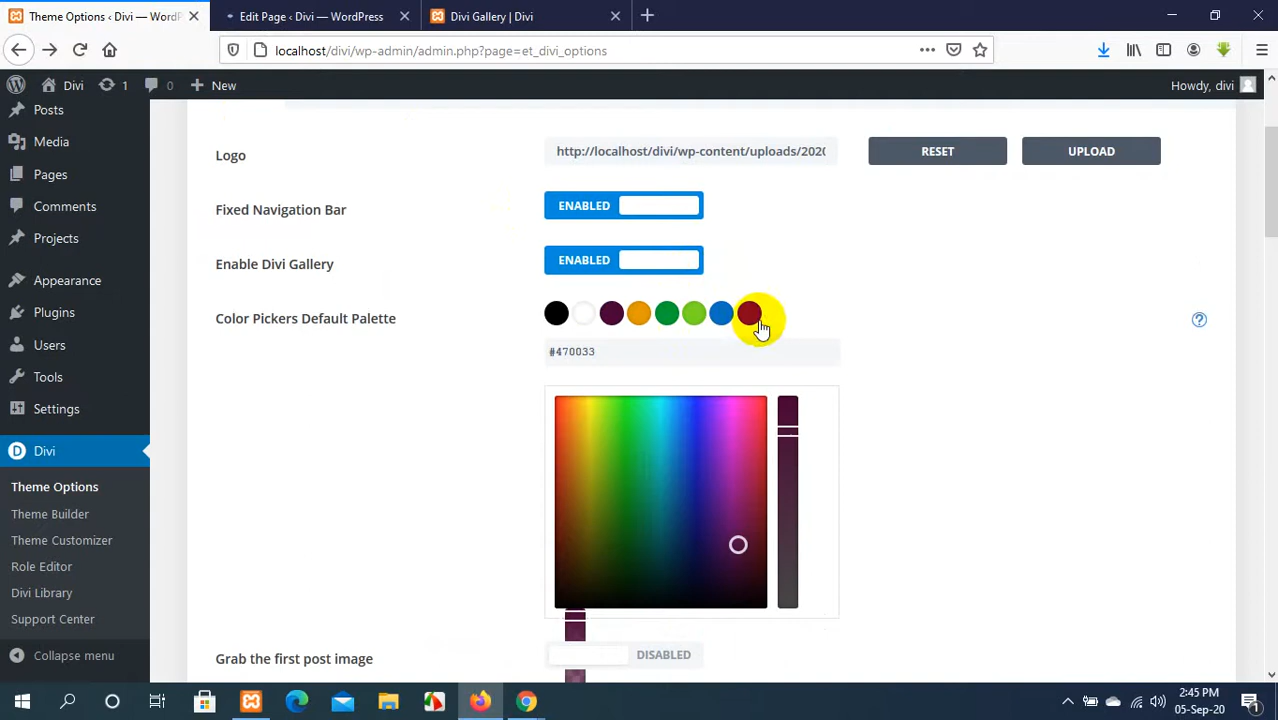 Theme Options ‹ Divi — WordP
Edit Page ‹ Divi — WordPress
Divi Gallery | Divi
localhost/divi/wp-admin/admin.php?page=et_divi_options
Divi
1
0
New
Howdy, divi
Posts
Media
Pages
Comments
Projects
Appearance
Plugins
Users
Tools
Settings
Divi
Theme Options
Theme Builder
Theme Customizer
Role Editor
Divi Library
Support Center
Collapse menu
Logo
http://localhost/divi/wp-content/uploads/2020
RESET
UPLOAD
Fixed Navigation Bar
ENABLED
Enable Divi Gallery
ENABLED
Color Pickers Default Palette
#470033
Grab the first post image
DISABLED
2:45 PM
05-Sep-20